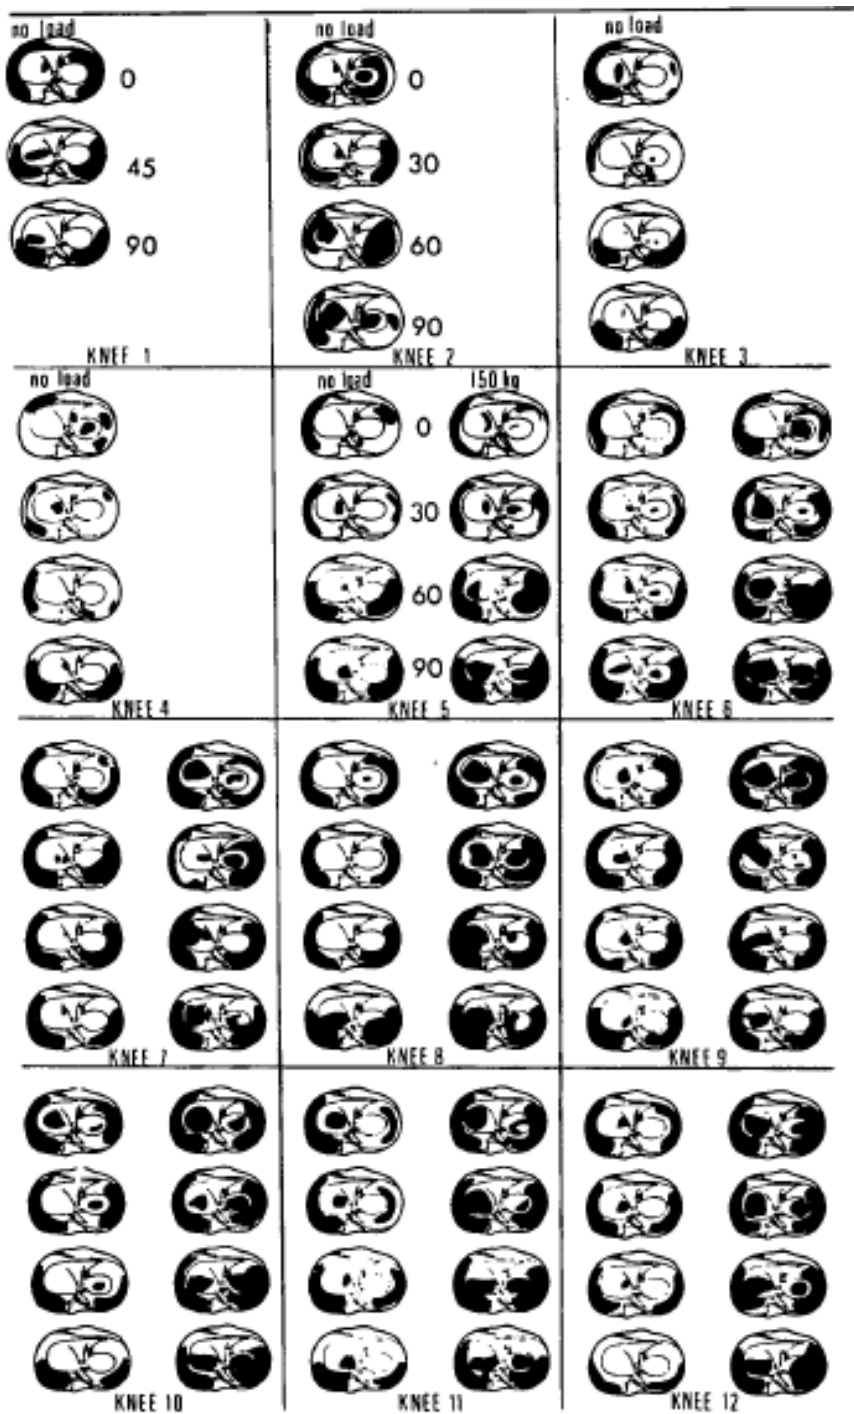 no load
0
45
90
KNEE 1
no load
0
30
60
90
KNEE 2
no load
KNEE 3
no load
KNEE 4
no load 150 kg
0
30
60
90
KNEE 5
KNEE 6
KNEE 7
KNEE 8
KNEE 9
KNEE 10
KNEE 11
KNEE 12